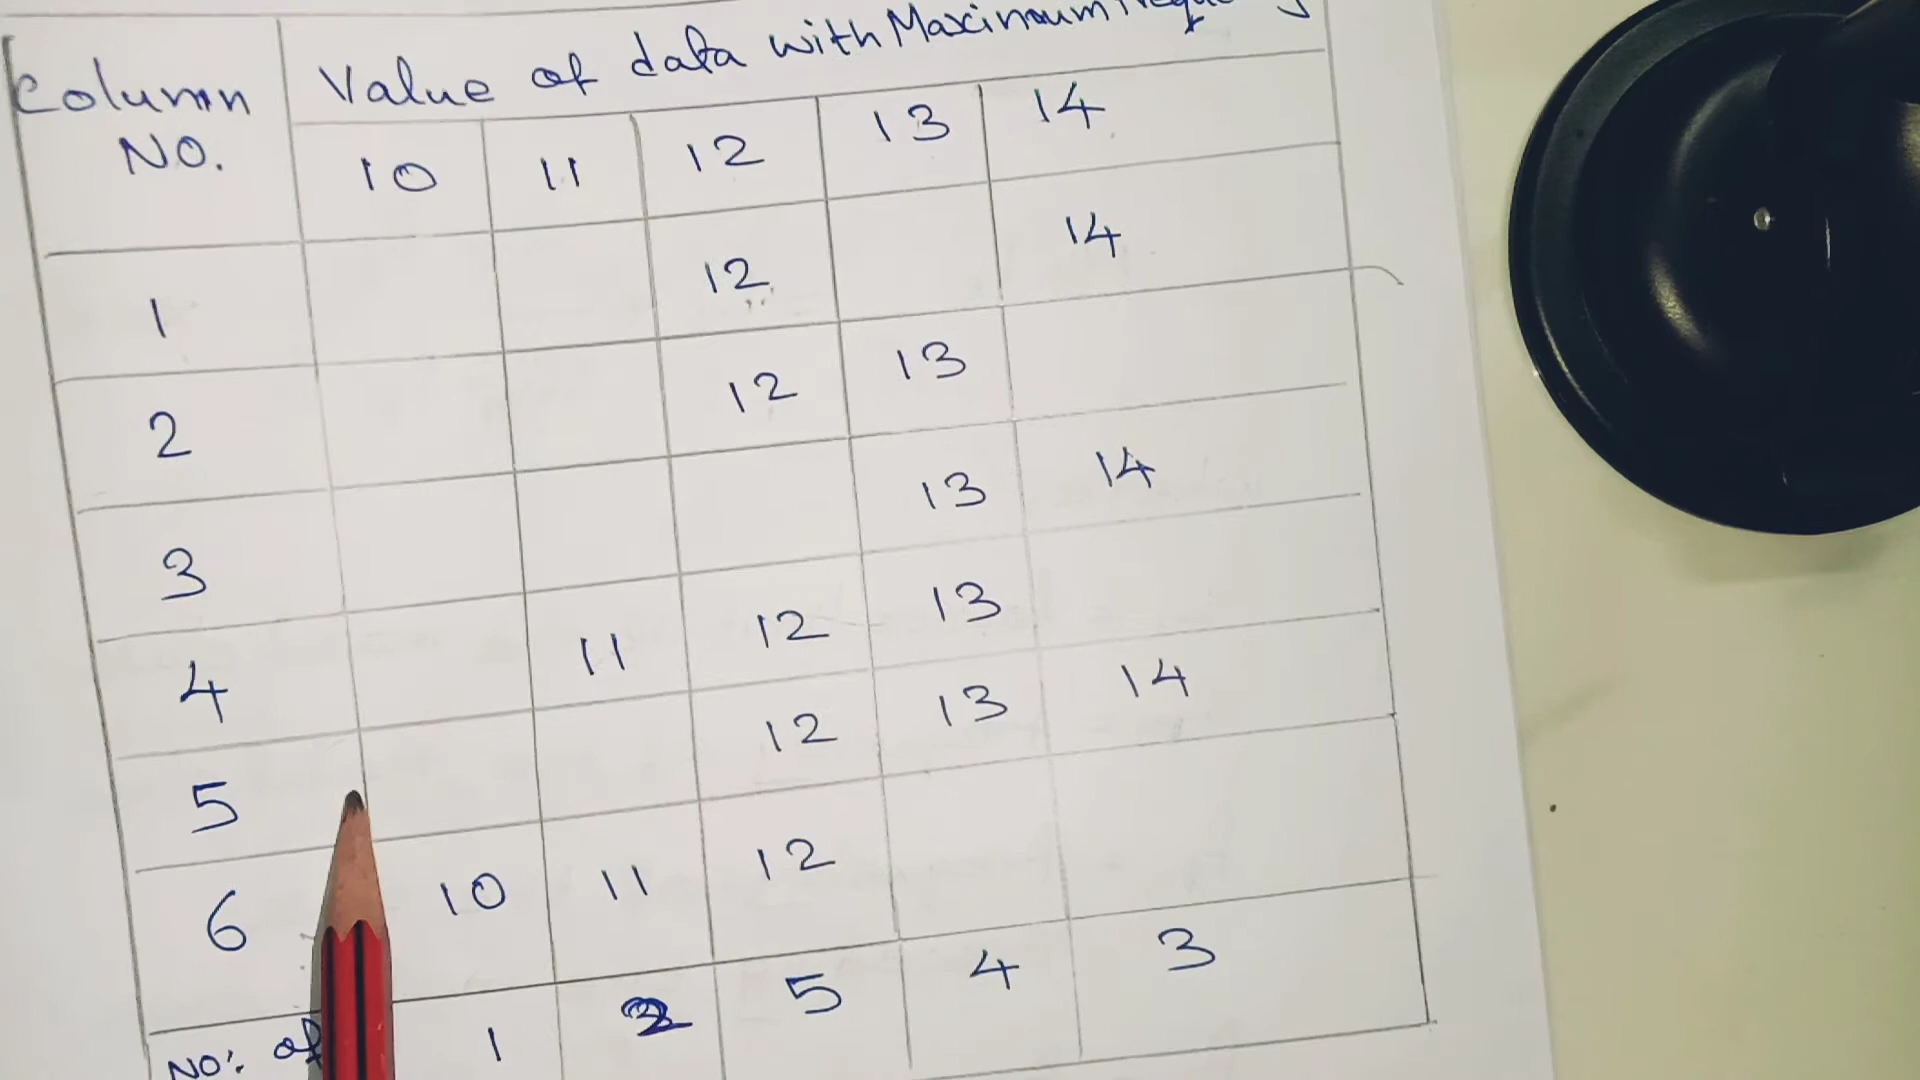 Column NO. Value of data with Maximum
10 11 12 13 14
1 12 14
2 12 13
3 13 14
4 11 12 13
5 12 13 14
6 10 11 12
NO: of 1 2 5 4 3